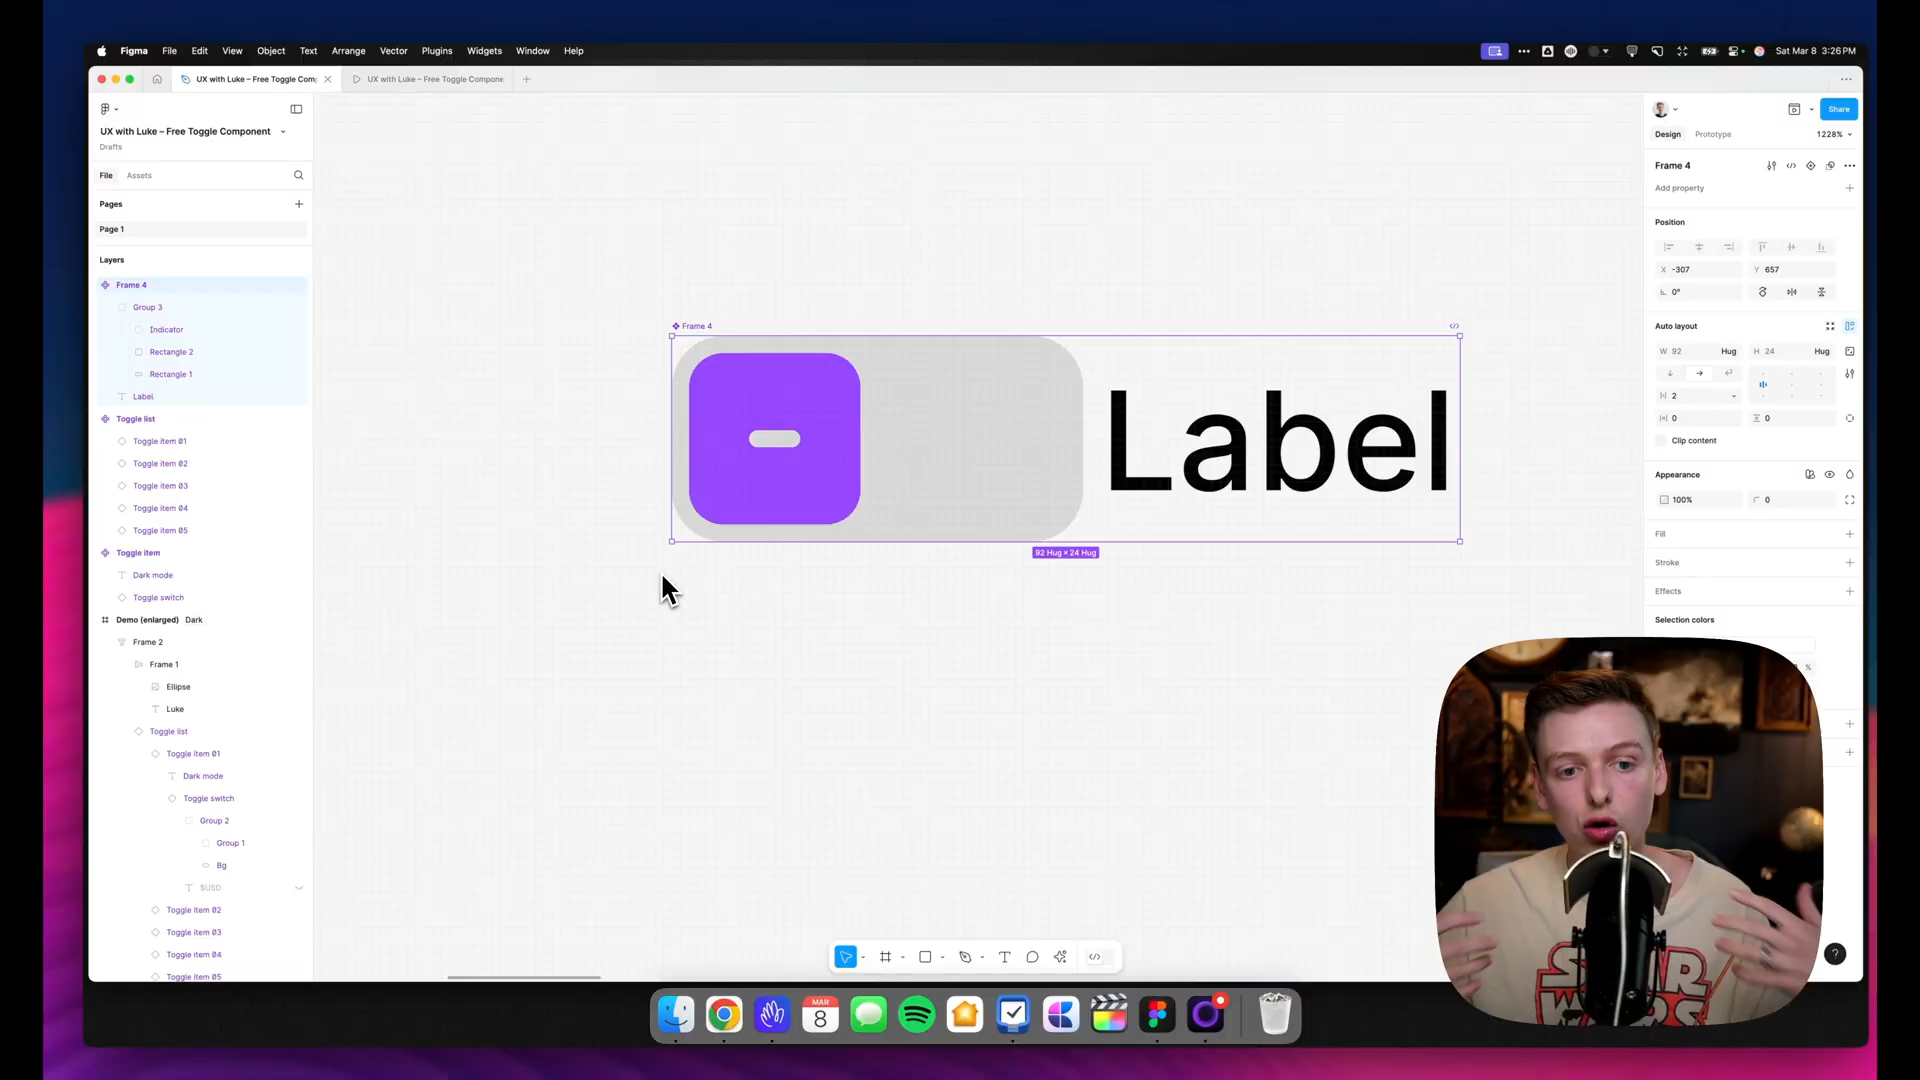 Figma File Edit View Object Text Arrange Vector Plugins Widgets Window Help
Sat Mar 8 3:26 PM
UX with Luke – Free Toggle Com
UX with Luke – Free Toggle Compone
UX with Luke – Free Toggle Component
Drafts
File Assets
Pages
Page 1
Layers
Frame 4
Group 3
Indicator
Rectangle 2
Rectangle 1
Label
Toggle list
Toggle item 01
Toggle item 02
Toggle item 03
Toggle item 04
Toggle item 05
Toggle item
Dark mode
Toggle switch
Demo (enlarged) Dark
Frame 2
Frame 1
Ellipse
Luke
Toggle list
Toggle item 01
Dark mode
Toggle switch
Group 2
Group 1
Bg
$USD
Toggle item 02
Toggle item 03
Toggle item 04
Toggle item 05
Frame 4
Label
92 Hug × 24 Hug
Share
Design Prototype 1228%
Frame 4
Add property
Position
X -307 Y 657
0°
Auto layout
W 92 Hug H 24 Hug
2
0 0
Clip content
Appearance
100% 0
Fill
Stroke
Effects
Selection colors
%
?
MAR
8
STAR
WARS